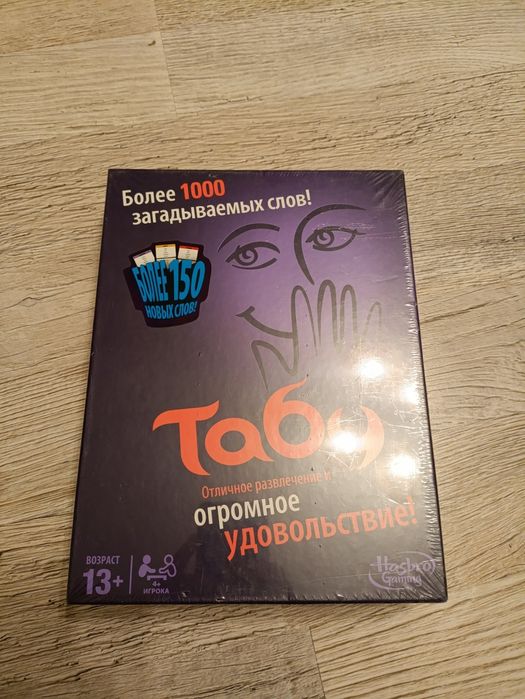 Более 1000
загадываемых слов!
БОЛЕЕ 150
НОВЫХ СЛОВ!
Табу
Отличное развлечение и
огромное
удовольствие!
ВОЗРАСТ
13+
4+
ИГРОКА
Hasbro
Gaming